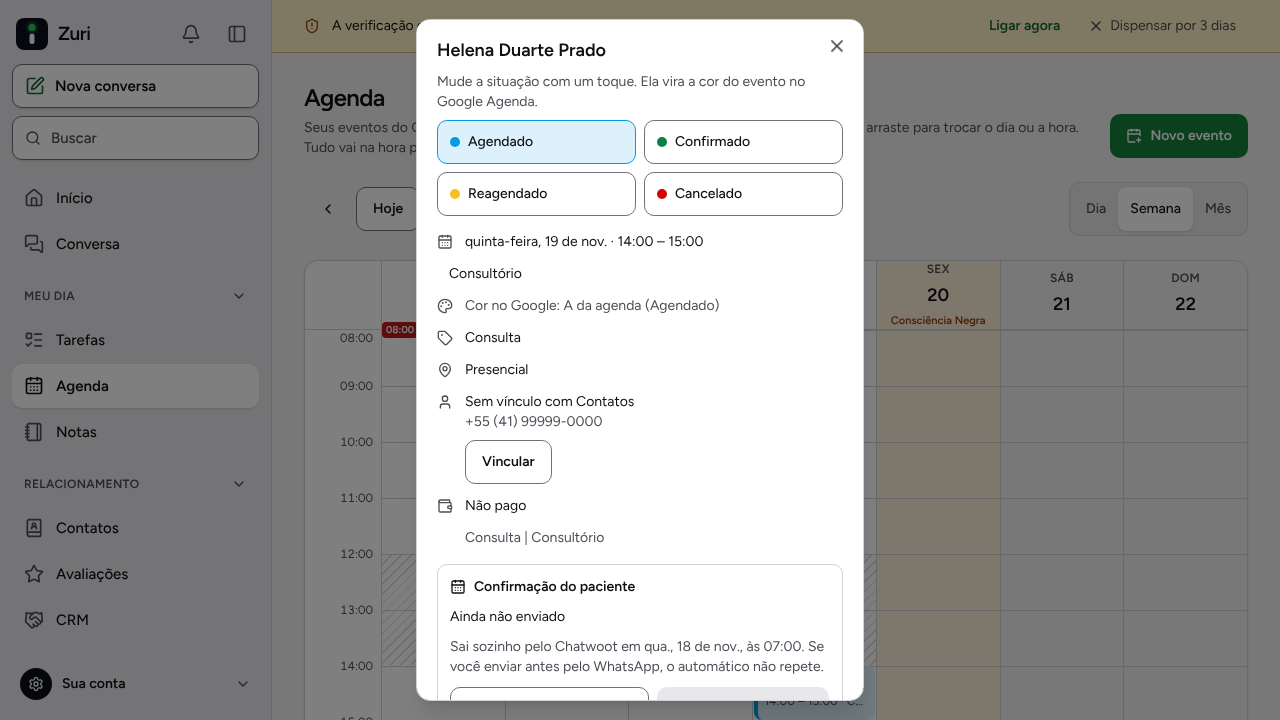 Zuri
A verificação
Ligar agora
Dispensar por 3 dias
Nova conversa
Buscar
Início
Conversa
MEU DIA
Tarefas
Agenda
Notas
RELACIONAMENTO
Contatos
Avaliações
CRM
Sua conta
Agenda
Seus eventos do
arraste para trocar o dia ou a hora.
Tudo vai na hora
Novo evento
Hoje
Dia
Semana
Mês
SEX
20
Consciência Negra
SÁB
21
DOM
22
08:00
08:00
09:00
10:00
11:00
12:00
13:00
14:00
Helena Duarte Prado
Mude a situação com um toque. Ela vira a cor do evento no
Google Agenda.
Agendado
Confirmado
Reagendado
Cancelado
quinta-feira, 19 de nov. · 14:00 – 15:00
Consultório
Cor no Google: A da agenda (Agendado)
Consulta
Presencial
Sem vínculo com Contatos
+55 (41) 99999-0000
Vincular
Não pago
Consulta | Consultório
Confirmação do paciente
Ainda não enviado
Sai sozinho pelo Chatwoot em qua., 18 de nov., às 07:00. Se
você enviar antes pelo WhatsApp, o automático não repete.